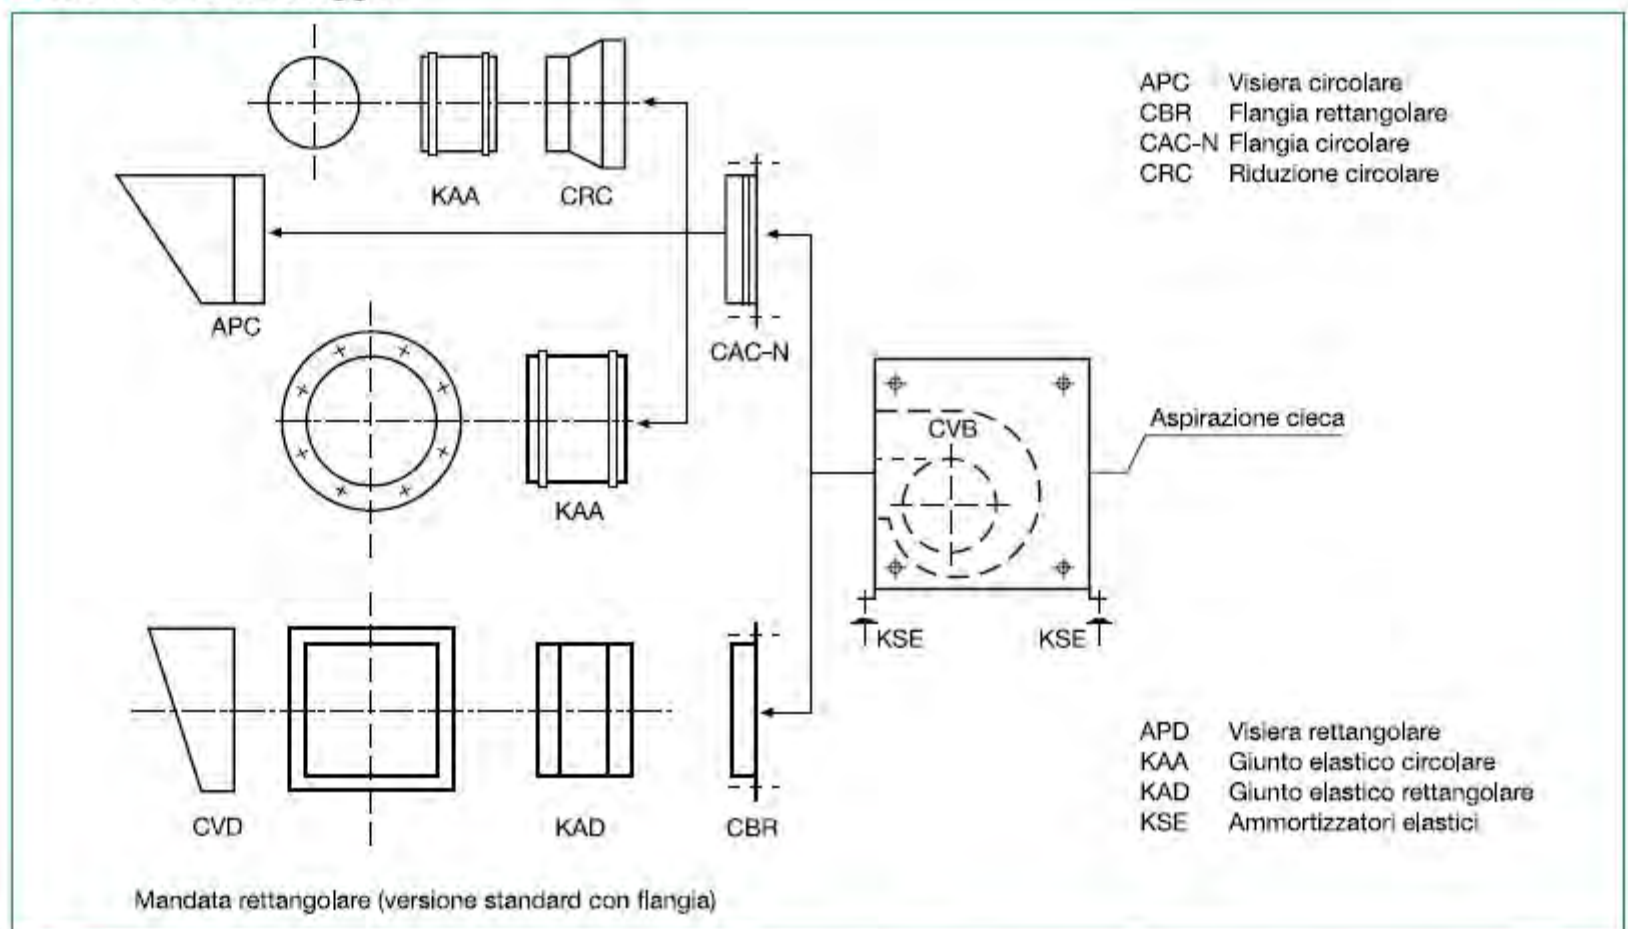 APC Visiera circolare
CBR Flangia rettangolare
CAC-N Flangia circolare
CRC Riduzione circolare
KAA
CRC
APC
CAC-N
KAA
CVB
Aspirazione cieca
KSE
KSE
CVD
KAD
CBR
APD Visiera rettangolare
KAA Giunto elastico circolare
KAD Giunto elastico rettangolare
KSE Ammortizzatori elastici
Mandata rettangolare (versione standard con flangia)